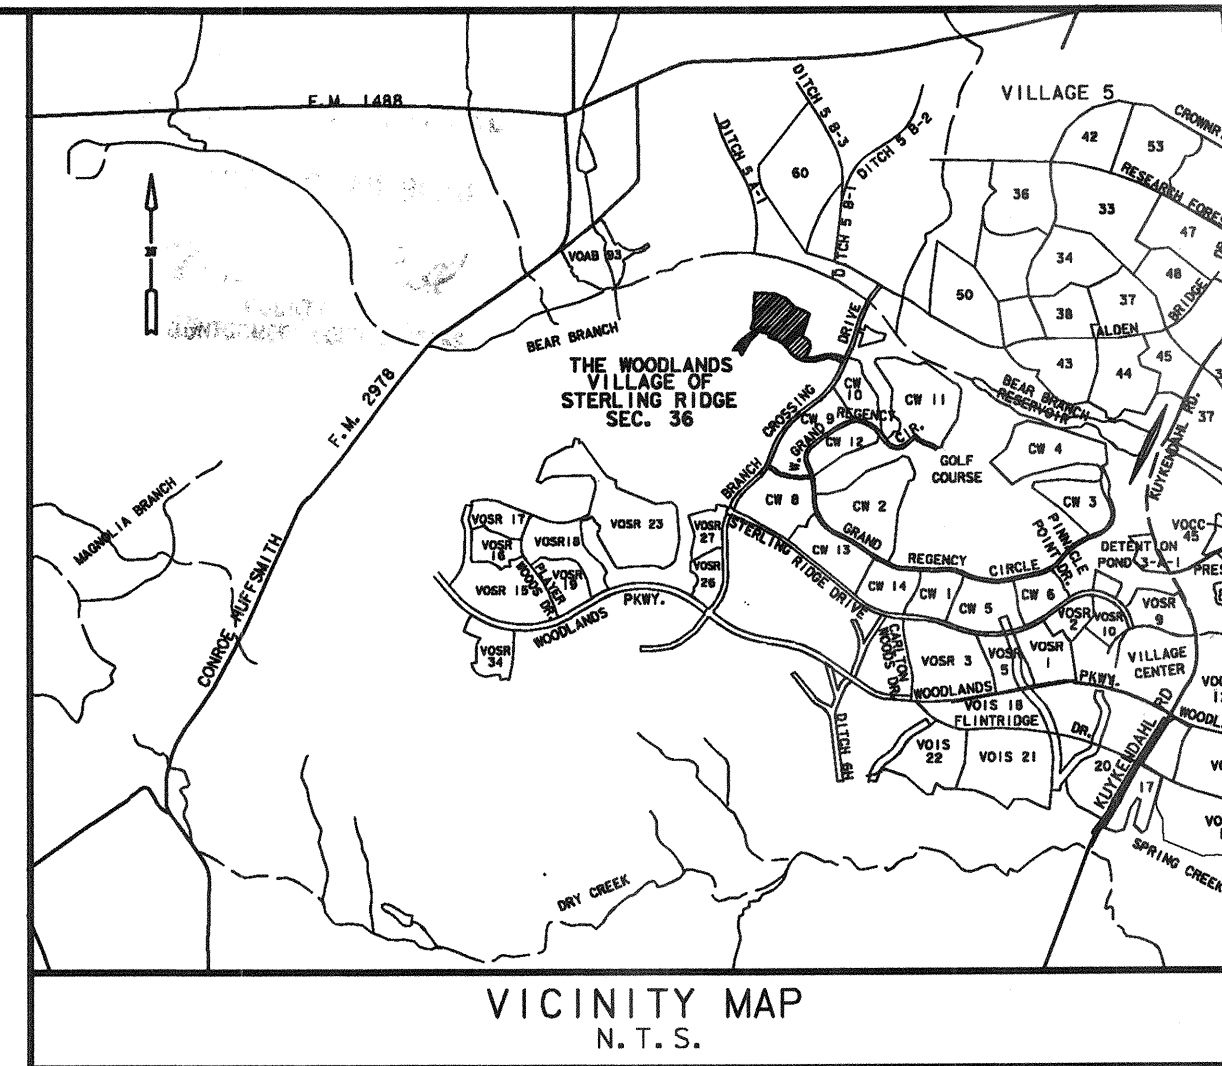 VILLAGE 5
F.M. 1488
DITCH 5 B-3
DITCH 5 B-2
DITCH 5 A-1
DITCH 5 B-1
60
42
53
RESEARCH
36
33
47
34
48
50
38
37
BRIDGE
ALDEN
43
44
45
37
N
VOAB 93
BEAR BRANCH
THE WOODLANDS
VILLAGE OF
STERLING RIDGE
SEC. 36
F.M. 2978
BRANCH CROSSING DRIVE
BEAR BRANCH
RESERVOIR
KUYKENDAHL RD.
CW
10
CW 11
CW 9
W.GRAND REGENCY CIR.
CW 12
CW 4
GOLF
COURSE
CW 8
CW 2
CW 3
MAGNOLIA BRANCH
VOSR 17
VOSR
16
VOSR18
VOSR 23
VOSR
27
VOSR
26
STERLING RIDGE DRIVE
CW 13
GRAND REGENCY CIRCLE
PINNACLE
POINT DR.
DETENTION
POND 3-A-1
VOCC
45
VOSR 15
PLAYER
WOODS DR.
VOSR
19
WOODLANDS PKWY.
CW 14
CW 1
CW 5
CW 6
VOSR
2
VOSR
10
VOSR
9
VOSR
34
CONROE HUFFSMITH
CARLTON
WOODS DR.
VOSR 3
VOSR
5
VOSR
1
VILLAGE
CENTER
WOODLANDS PKWY.
VOIS 18
FLINTRIDGE DR.
DITCH 9H
VOIS
22
VOIS 21
20
KUYKENDAHL RD
17
SPRING CREEK
DRY CREEK
VICINITY MAP
N.T.S.